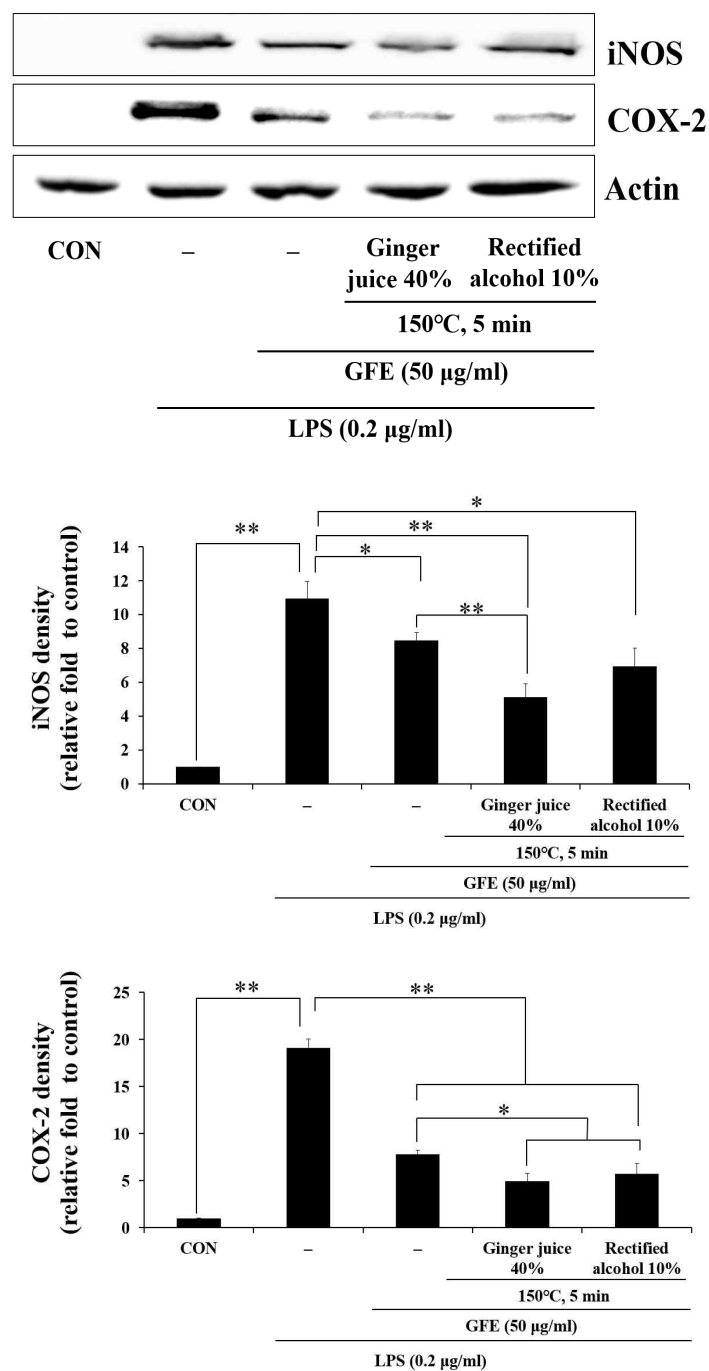 iNOS
COX-2
Actin
CON – – Ginger juice 40% Rectified alcohol 10%
150℃, 5 min
GFE (50 μg/ml)
LPS (0.2 μg/ml)
iNOS density
(relative fold to control)
14
12
10
8
6
4
2
0
**
*
**
*
**
CON – – Ginger juice 40% Rectified alcohol 10%
150℃, 5 min
GFE (50 μg/ml)
LPS (0.2 μg/ml)
COX-2 density
(relative fold to control)
25
20
15
10
5
0
**
**
*
CON – – Ginger juice 40% Rectified alcohol 10%
150℃, 5 min
GFE (50 μg/ml)
LPS (0.2 μg/ml)